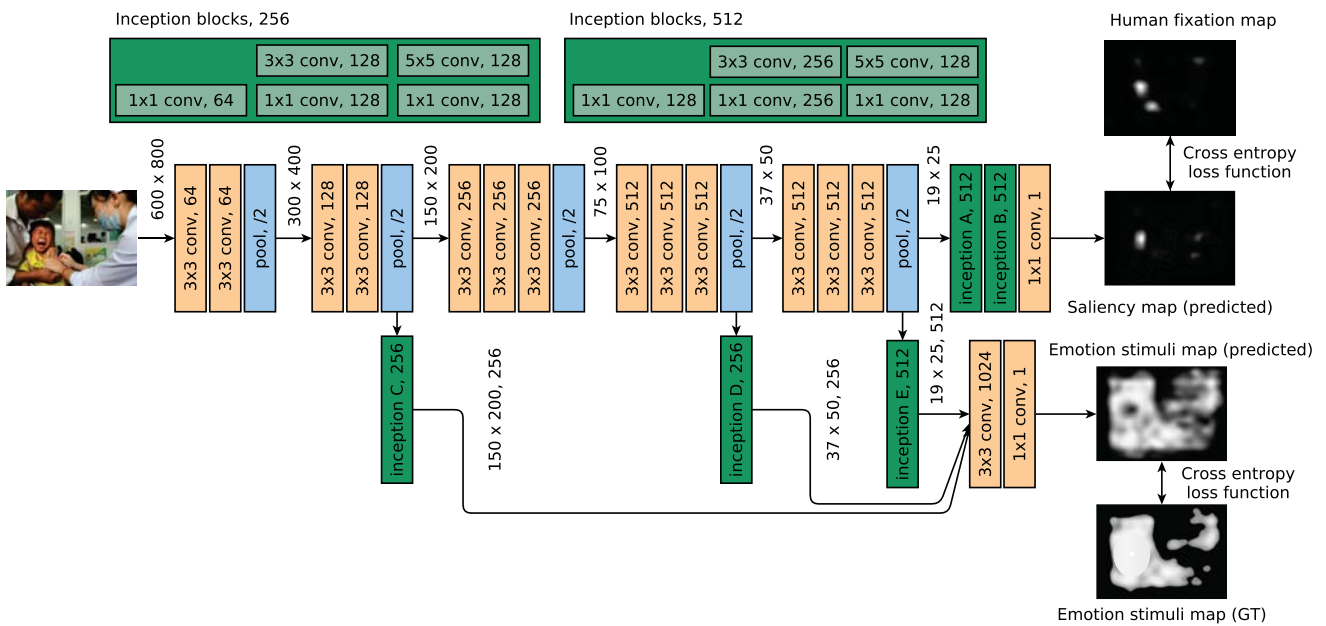 Inception blocks, 256
Inception blocks, 512
Human fixation map
3x3 conv, 128
5x5 conv, 128
1x1 conv, 64
1x1 conv, 128
1x1 conv, 128
3x3 conv, 256
5x5 conv, 128
1x1 conv, 128
1x1 conv, 256
1x1 conv, 128
Cross entropy
loss function
600 x 800
3x3 conv, 64
3x3 conv, 64
pool, /2
300 x 400
3x3 conv, 128
3x3 conv, 128
pool, /2
150 x 200
3x3 conv, 256
3x3 conv, 256
3x3 conv, 256
pool, /2
75 x 100
3x3 conv, 512
3x3 conv, 512
3x3 conv, 512
pool, /2
37 x 50
3x3 conv, 512
3x3 conv, 512
3x3 conv, 512
pool, /2
19 x 25
inception A, 512
inception B, 512
1x1 conv, 1
Saliency map (predicted)
inception C, 256
150 x 200, 256
inception D, 256
37 x 50, 256
inception E, 512
19 x 25, 512
3x3 conv, 1024
1x1 conv, 1
Emotion stimuli map (predicted)
Cross entropy
loss function
Emotion stimuli map (GT)